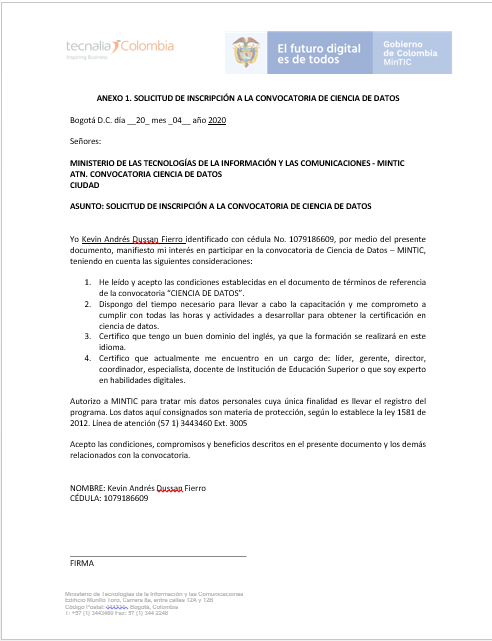 tecnalia Colombia
Inspiring Business
El futuro digital
es de todos
Gobierno
de Colombia
MinTIC
ANEXO 1. SOLICITUD DE INSCRIPCIÓN A LA CONVOCATORIA DE CIENCIA DE DATOS
Bogotá D.C. día __20_ mes _04__ año 2020
Señores:
MINISTERIO DE LAS TECNOLOGÍAS DE LA INFORMACIÓN Y LAS COMUNICACIONES - MINTIC
ATN. CONVOCATORIA CIENCIA DE DATOS
CIUDAD
ASUNTO: SOLICITUD DE INSCRIPCIÓN A LA CONVOCATORIA DE CIENCIA DE DATOS
Yo Kevin Andrés Dussan Fierro identificado con cédula No. 1079186609, por medio del presente
documento, manifiesto mi interés en participar en la convocatoria de Ciencia de Datos – MINTIC,
teniendo en cuenta las siguientes consideraciones:
1. He leído y acepto las condiciones establecidas en el documento de términos de referencia
de la convocatoria "CIENCIA DE DATOS".
2. Dispongo del tiempo necesario para llevar a cabo la capacitación y me comprometo a
cumplir con todas las horas y actividades a desarrollar para obtener la certificación en
ciencia de datos.
3. Certifico que tengo un buen dominio del inglés, ya que la formación se realizará en este
idioma.
4. Certifico que actualmente me encuentro en un cargo de: líder, gerente, director,
coordinador, especialista, docente de Institución de Educación Superior o que soy experto
en habilidades digitales.
Autorizo a MINTIC para tratar mis datos personales cuya única finalidad es llevar el registro del
programa. Los datos aquí consignados son materia de protección, según lo establece la ley 1581 de
2012. Línea de atención (57 1) 3443460 Ext. 3005
Acepto las condiciones, compromisos y beneficios descritos en el presente documento y los demás
relacionados con la convocatoria.
NOMBRE: Kevin Andrés Dussan Fierro
CÉDULA: 1079186609
FIRMA
Ministerio de Tecnologías de la Información y las Comunicaciones
Edificio Murillo Toro, Carrera 8a, entre calles 12A y 12B
Código Postal: Bogotá, Colombia
T: +57 (1) 3443460 Fax: 57 (1) 344 2248